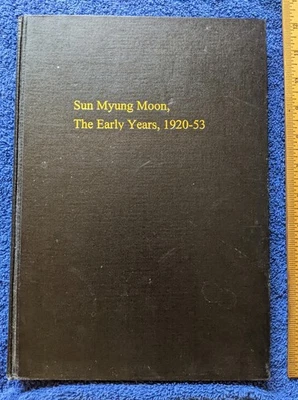 Sun Myung Moon,
The Early Years, 1920-53